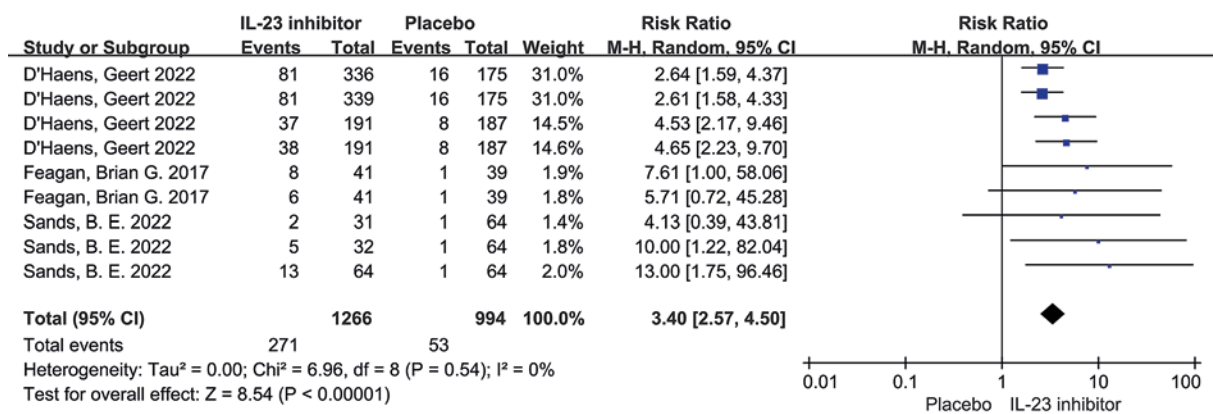 IL-23 inhibitor Placebo Risk Ratio Risk Ratio
Study or Subgroup Events Total Events Total Weight M-H, Random, 95% CI M-H, Random, 95% CI
D'Haens, Geert 2022 81 336 16 175 31.0% 2.64 [1.59, 4.37]
D'Haens, Geert 2022 81 339 16 175 31.0% 2.61 [1.58, 4.33]
D'Haens, Geert 2022 37 191 8 187 14.5% 4.53 [2.17, 9.46]
D'Haens, Geert 2022 38 191 8 187 14.6% 4.65 [2.23, 9.70]
Feagan, Brian G. 2017 8 41 1 39 1.9% 7.61 [1.00, 58.06]
Feagan, Brian G. 2017 6 41 1 39 1.8% 5.71 [0.72, 45.28]
Sands, B. E. 2022 2 31 1 64 1.4% 4.13 [0.39, 43.81]
Sands, B. E. 2022 5 32 1 64 1.8% 10.00 [1.22, 82.04]
Sands, B. E. 2022 13 64 1 64 2.0% 13.00 [1.75, 96.46]
Total (95% CI) 1266 994 100.0% 3.40 [2.57, 4.50]
Total events 271 53
Heterogeneity: Tau² = 0.00; Chi² = 6.96, df = 8 (P = 0.54); I² = 0%
Test for overall effect: Z = 8.54 (P < 0.00001)
0.01 0.1 1 10 100
Placebo IL-23 inhibitor